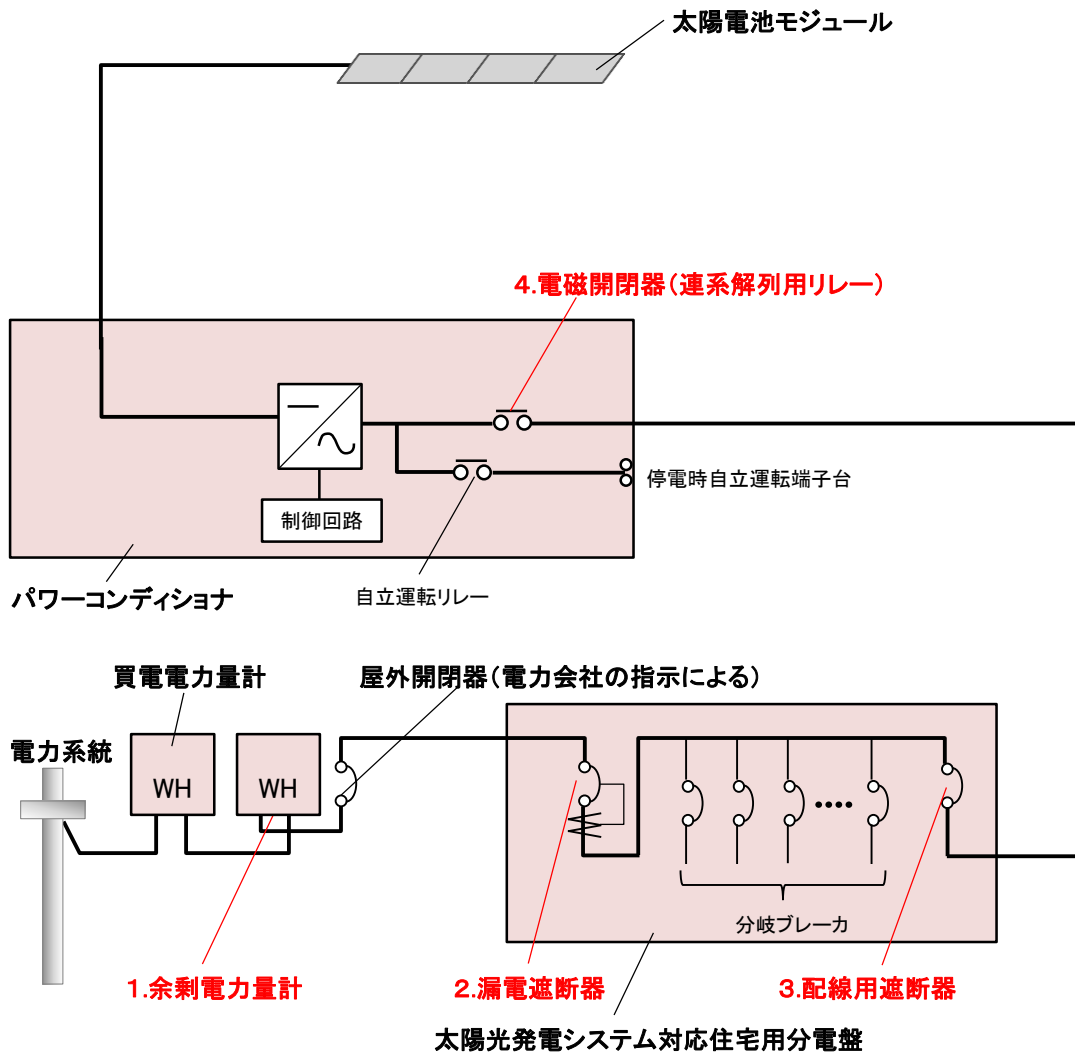 太陽電池モジュール
4.電磁開閉器(連系解列用リレー)
停電時自立運転端子台
制御回路
パワーコンディショナ
自立運転リレー
買電電力量計
屋外開閉器(電力会社の指示による)
電力系統
WH
WH
分岐ブレーカ
1.余剰電力量計
2.漏電遮断器
3.配線用遮断器
太陽光発電システム対応住宅用分電盤